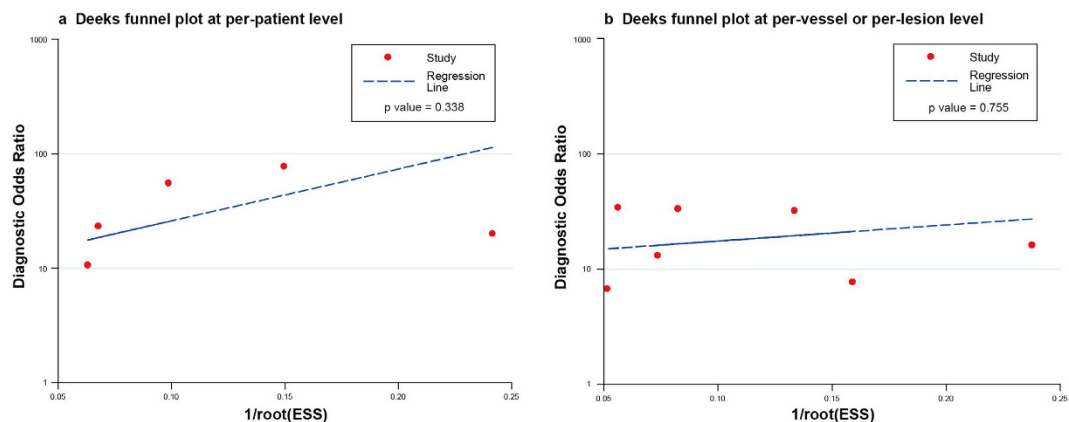 a Deeks funnel plot at per-patient level
1000
100
10
1
Diagnostic Odds Ratio
Study
Regression
Line
p value = 0.338
0.05 0.10 0.15 0.20 0.25
1/root(ESS)
b Deeks funnel plot at per-vessel or per-lesion level
1000
100
10
1
Diagnostic Odds Ratio
Study
Regression
Line
p value = 0.755
0.05 0.10 0.15 0.20 0.25
1/root(ESS)